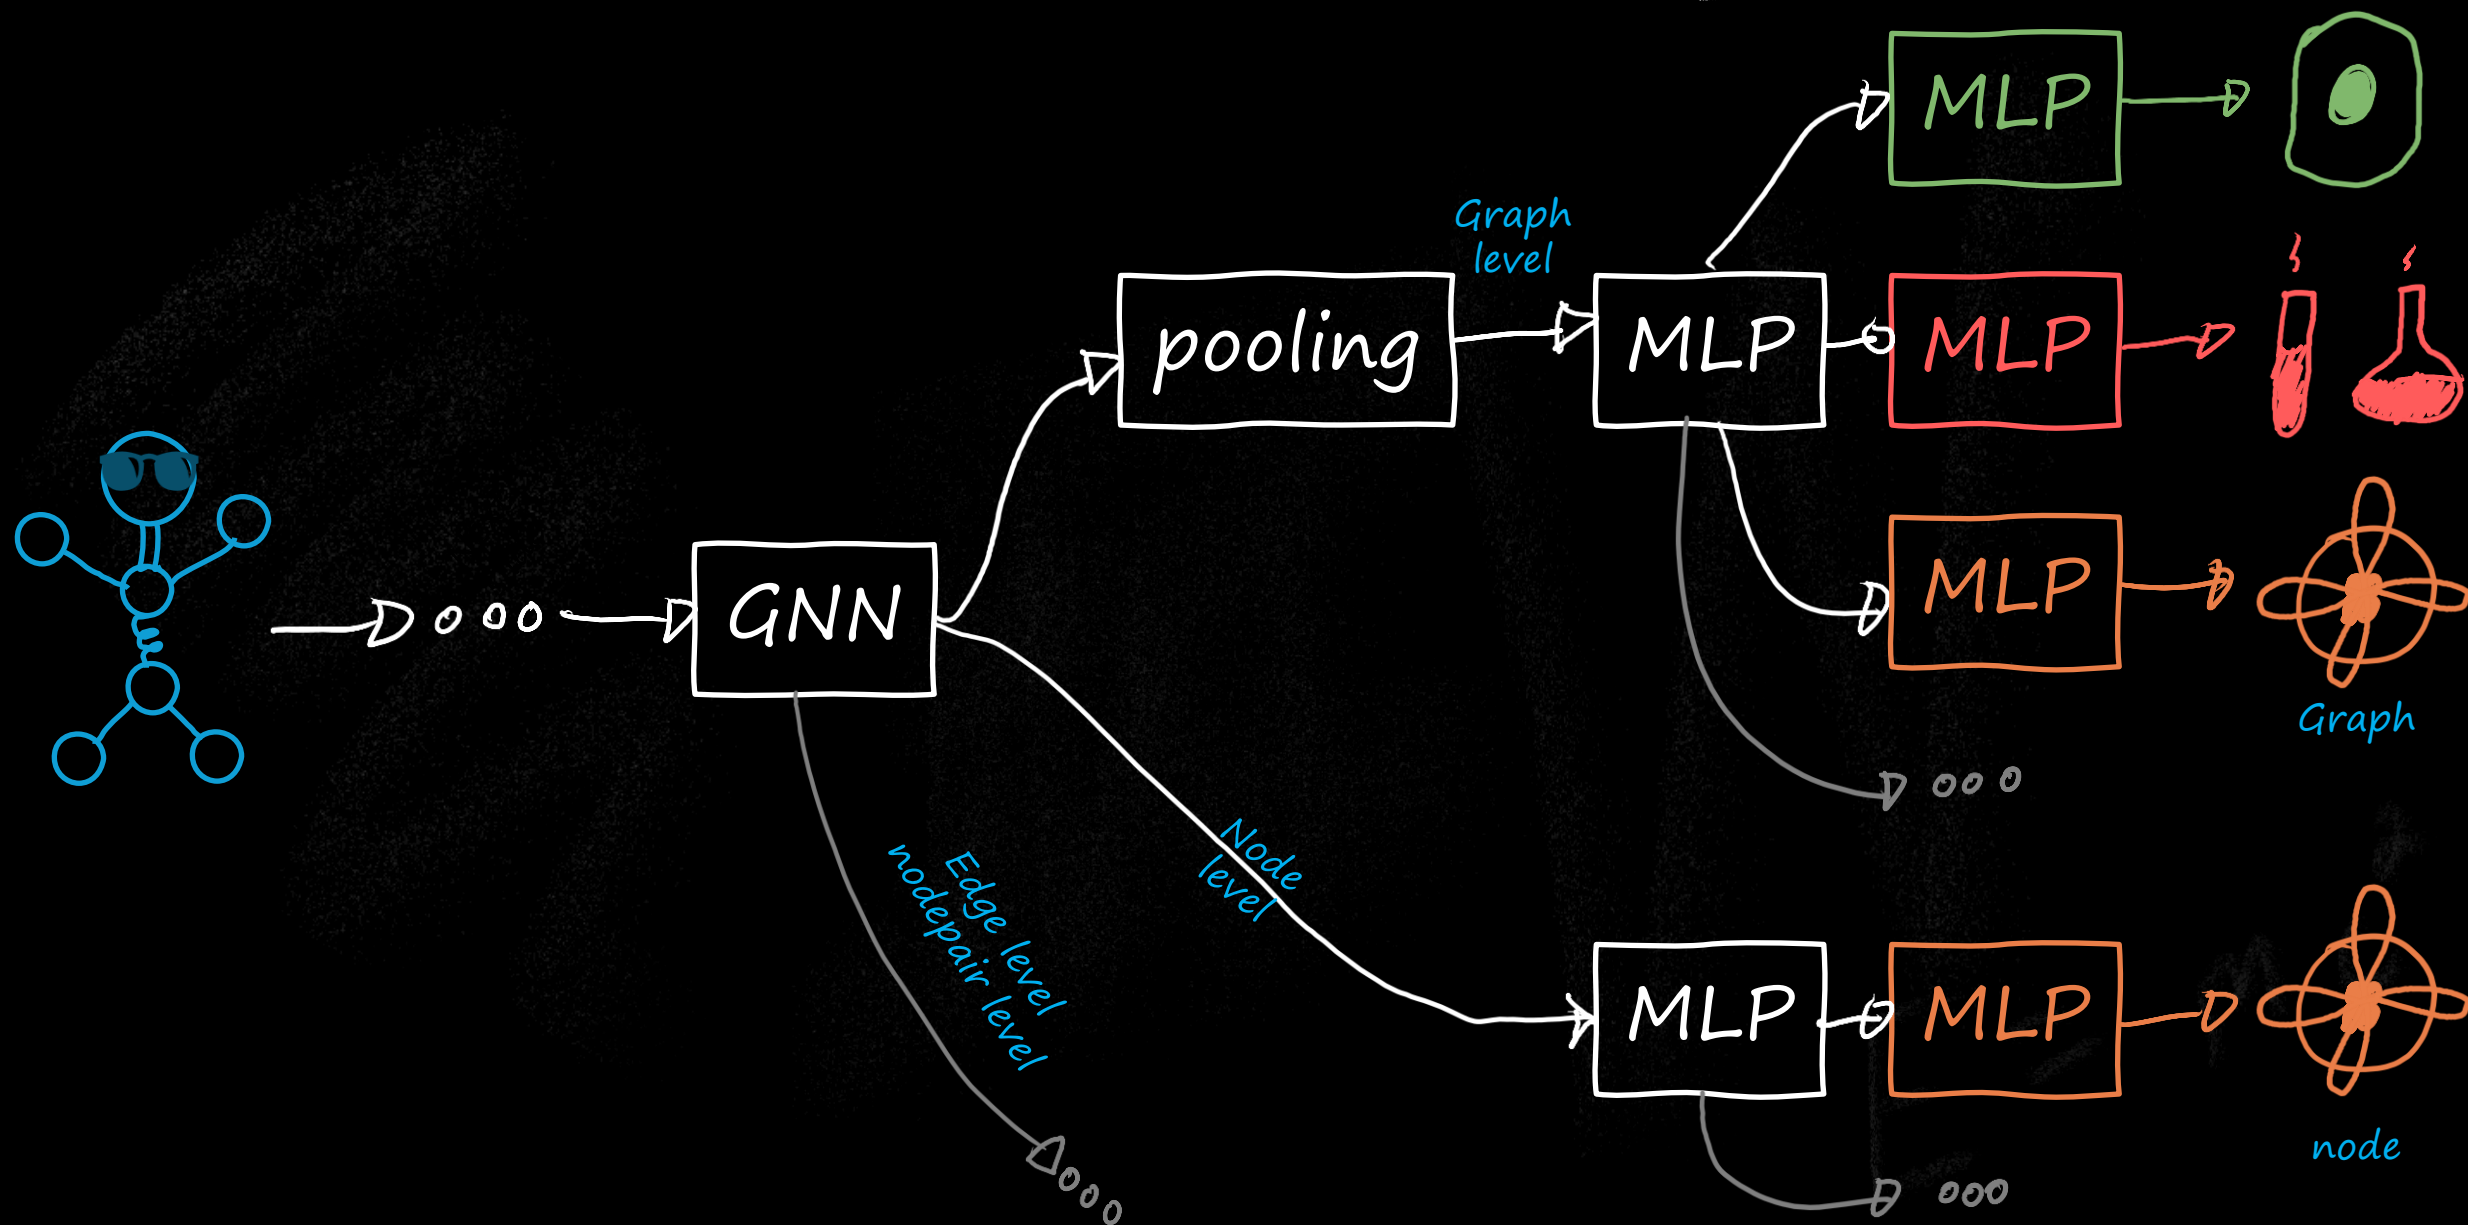 MLP
Graph
level
pooling
MLP
MLP
GNN
MLP
Graph
Node
level
Edge level
nodepair level
MLP
MLP
node